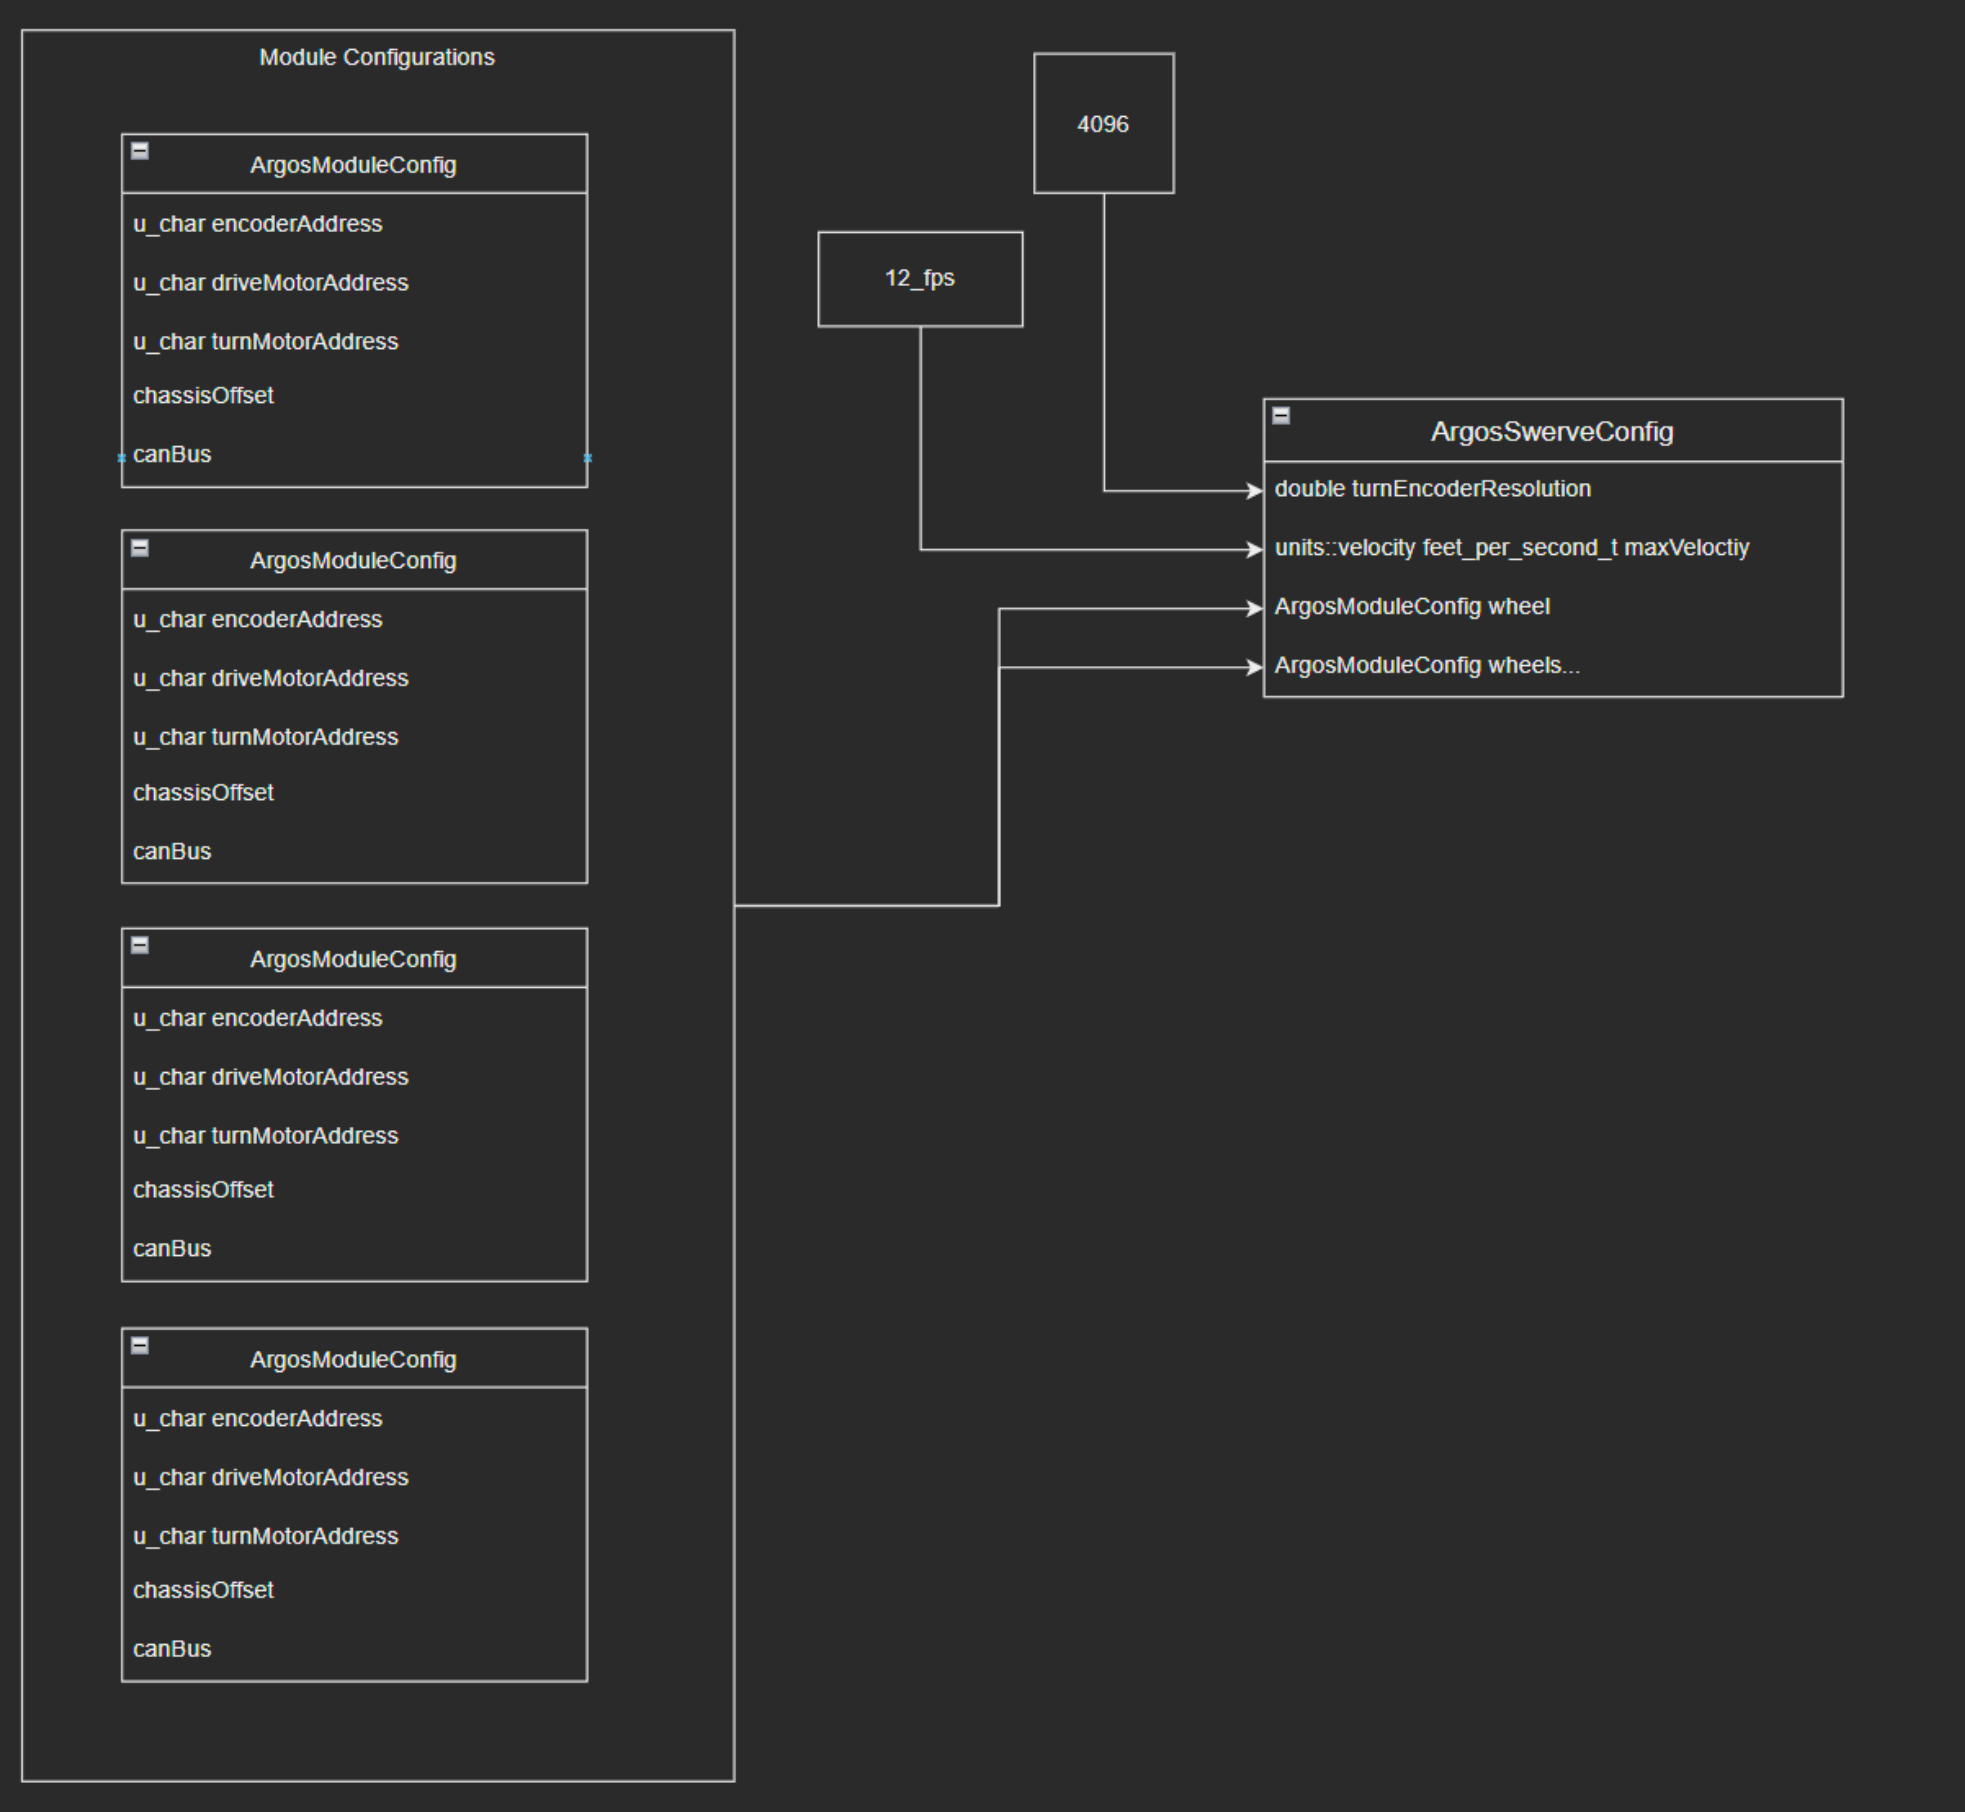 Module Configurations
ArgosModuleConfig
u_char encoderAddress
u_char driveMotorAddress
u_char turnMotorAddress
chassisOffset
canBus
ArgosModuleConfig
u_char encoderAddress
u_char driveMotorAddress
u_char turnMotorAddress
chassisOffset
canBus
ArgosModuleConfig
u_char encoderAddress
u_char driveMotorAddress
u_char turnMotorAddress
chassisOffset
canBus
ArgosModuleConfig
u_char encoderAddress
u_char driveMotorAddress
u_char turnMotorAddress
chassisOffset
canBus
4096
12_fps
ArgosSwerveConfig
double turnEncoderResolution
units::velocity feet_per_second_t maxVeloctiy
ArgosModuleConfig wheel
ArgosModuleConfig wheels...